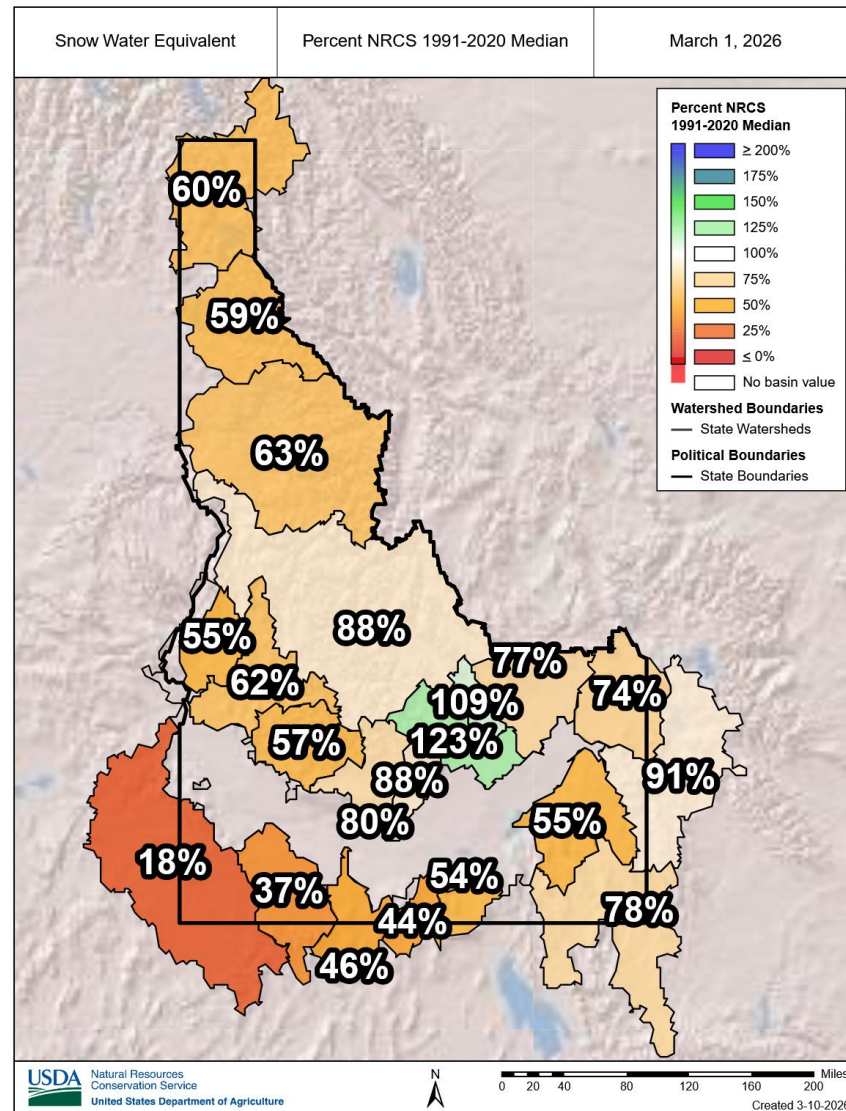 Snow Water Equivalent
Percent NRCS 1991-2020 Median
March 1, 2026
Percent NRCS
1991-2020 Median
≥ 200%
175%
150%
125%
100%
75%
50%
25%
≤ 0%
No basin value
Watershed Boundaries
State Watersheds
Political Boundaries
State Boundaries
60%
59%
63%
88%
55%
77%
62%
74%
109%
57%
123%
91%
88%
80%
55%
18%
37%
54%
78%
44%
46%
USDA
Natural Resources
Conservation Service
United States Department of Agriculture
N
Miles
0 20 40 80 120 160 200
Created 3-10-2026